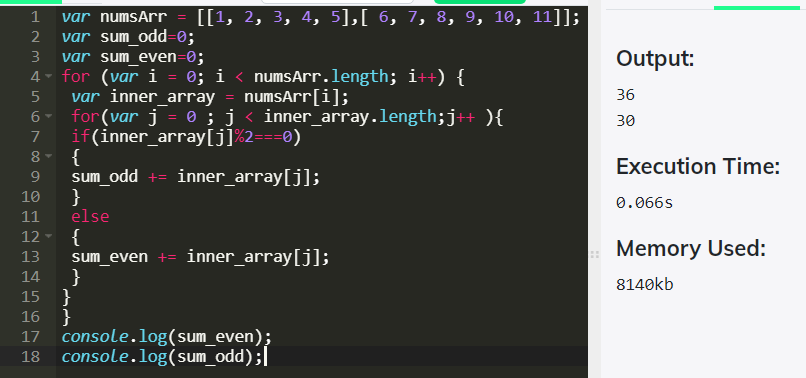 1 var numsArr = [[1, 2, 3, 4, 5],[ 6, 7, 8, 9, 10, 11]];
2 var sum_odd=0;
3 var sum_even=0;
4 for (var i = 0; i < numsArr.length; i++) {
5 var inner_array = numsArr[i];
6 for(var j = 0 ; j < inner_array.length;j++ ){
7 if(inner_array[j]%2===0)
8 {
9 sum_odd += inner_array[j];
10 }
11 else
12 {
13 sum_even += inner_array[j];
14 }
15 }
16 }
17 console.log(sum_even);
18 console.log(sum_odd);
Output:
36
30
Execution Time:
0.066s
Memory Used:
8140kb